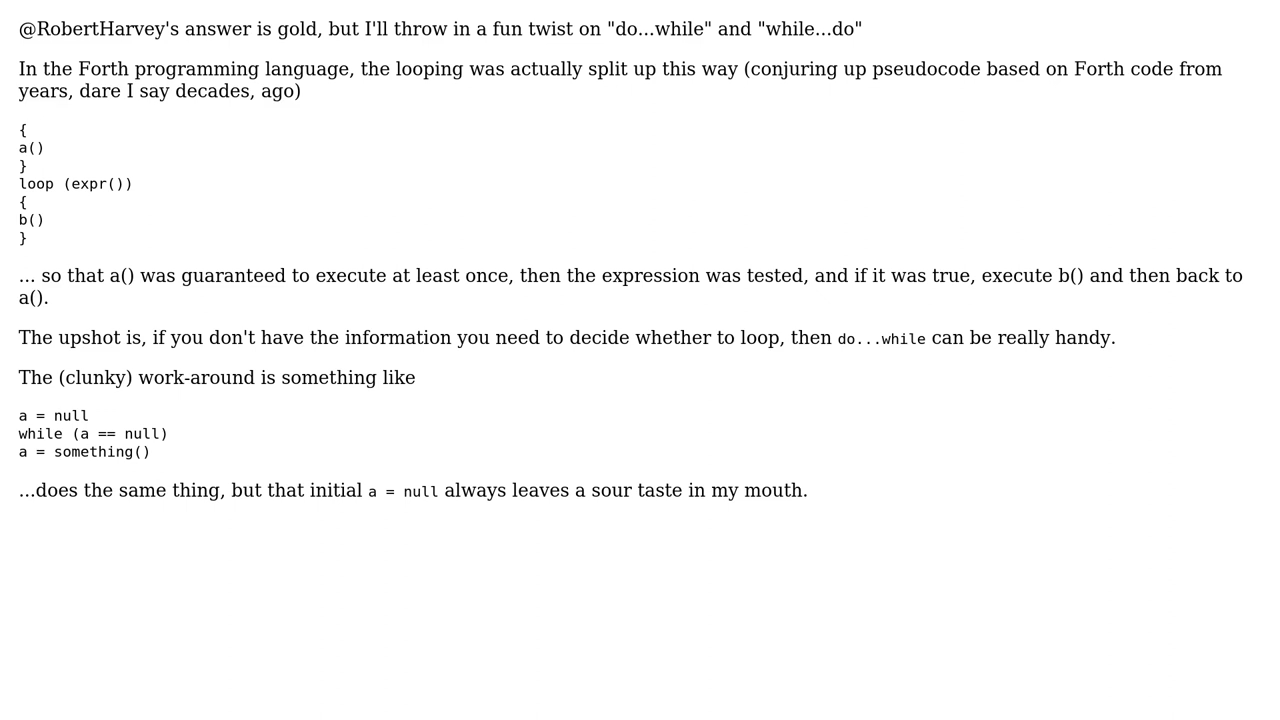 @RobertHarvey's answer is gold, but I'll throw in a fun twist on "do...while" and "while...do"
In the Forth programming language, the looping was actually split up this way (conjuring up pseudocode based on Forth code from
years, dare I say decades, ago)
{
a()
}
loop (expr())
{
b()
}
... so that a() was guaranteed to execute at least once, then the expression was tested, and if it was true, execute b() and then back to
a().
The upshot is, if you don't have the information you need to decide whether to loop, then do...while can be really handy.
The (clunky) work-around is something like
a = null
while (a == null)
a = something()
...does the same thing, but that initial a = null always leaves a sour taste in my mouth.